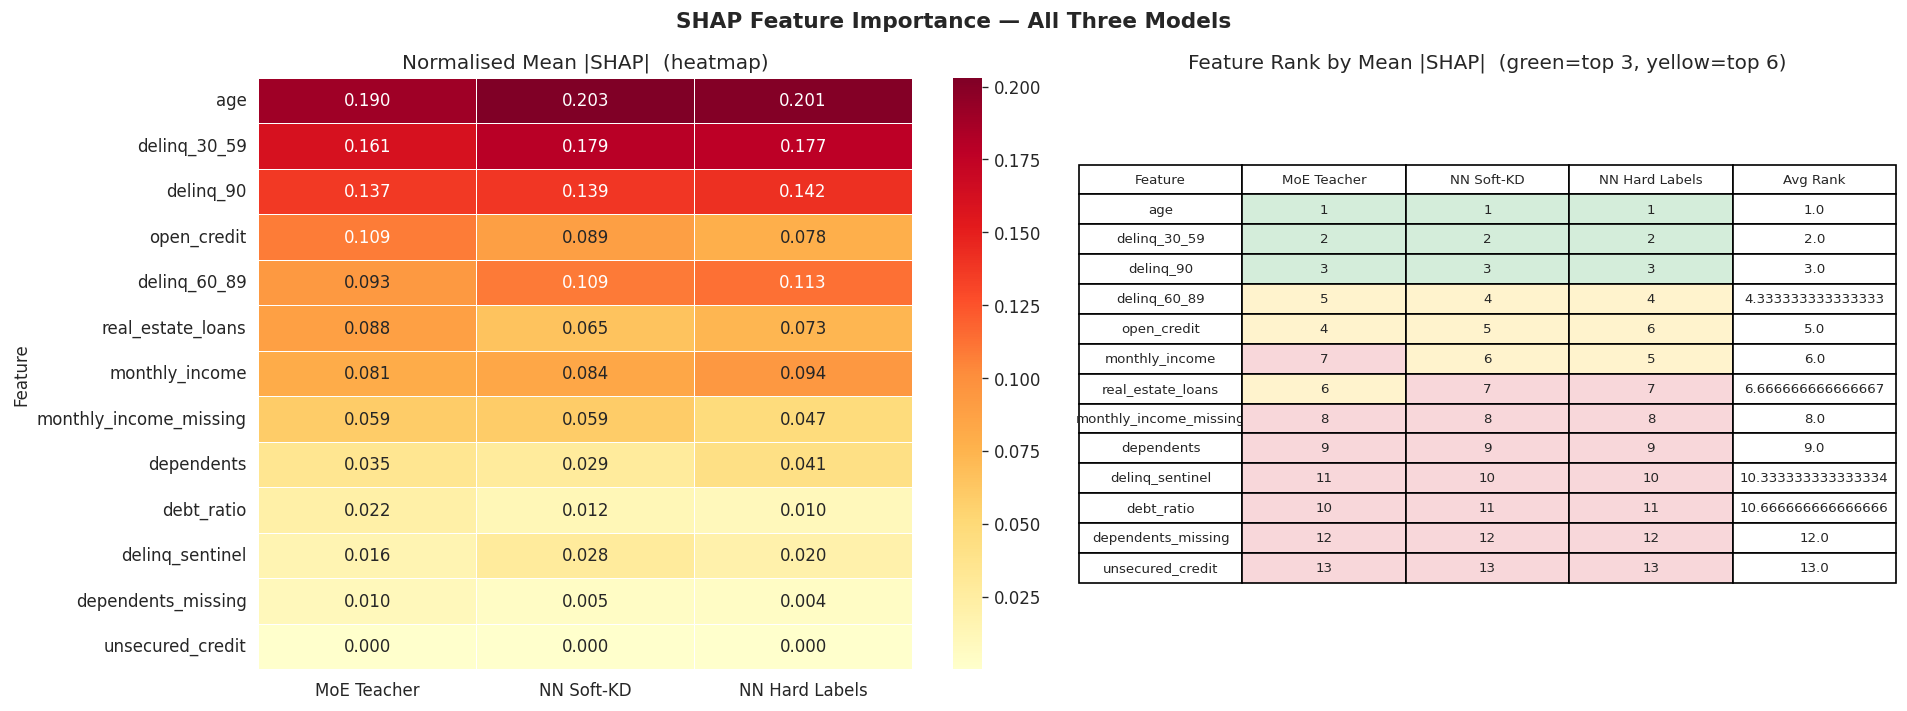 SHAP Feature Importance — All Three Models
Normalised Mean |SHAP|  (heatmap)
Feature
age 0.190 0.203 0.201
delinq_30_59 0.161 0.179 0.177
delinq_90 0.137 0.139 0.142
open_credit 0.109 0.089 0.078
delinq_60_89 0.093 0.109 0.113
real_estate_loans 0.088 0.065 0.073
monthly_income 0.081 0.084 0.094
monthly_income_missing 0.059 0.059 0.047
dependents 0.035 0.029 0.041
debt_ratio 0.022 0.012 0.010
delinq_sentinel 0.016 0.028 0.020
dependents_missing 0.010 0.005 0.004
unsecured_credit 0.000 0.000 0.000
MoE Teacher NN Soft-KD NN Hard Labels
0.200
0.175
0.150
0.125
0.100
0.075
0.050
0.025
Feature Rank by Mean |SHAP|  (green=top 3, yellow=top 6)
Feature MoE Teacher NN Soft-KD NN Hard Labels Avg Rank
age 1 1 1 1.0
delinq_30_59 2 2 2 2.0
delinq_90 3 3 3 3.0
delinq_60_89 5 4 4 4.333333333333333
open_credit 4 5 6 5.0
monthly_income 7 6 5 6.0
real_estate_loans 6 7 7 6.666666666666667
monthly_income_missing 8 8 8 8.0
dependents 9 9 9 9.0
delinq_sentinel 11 10 10 10.333333333333334
debt_ratio 10 11 11 10.666666666666666
dependents_missing 12 12 12 12.0
unsecured_credit 13 13 13 13.0